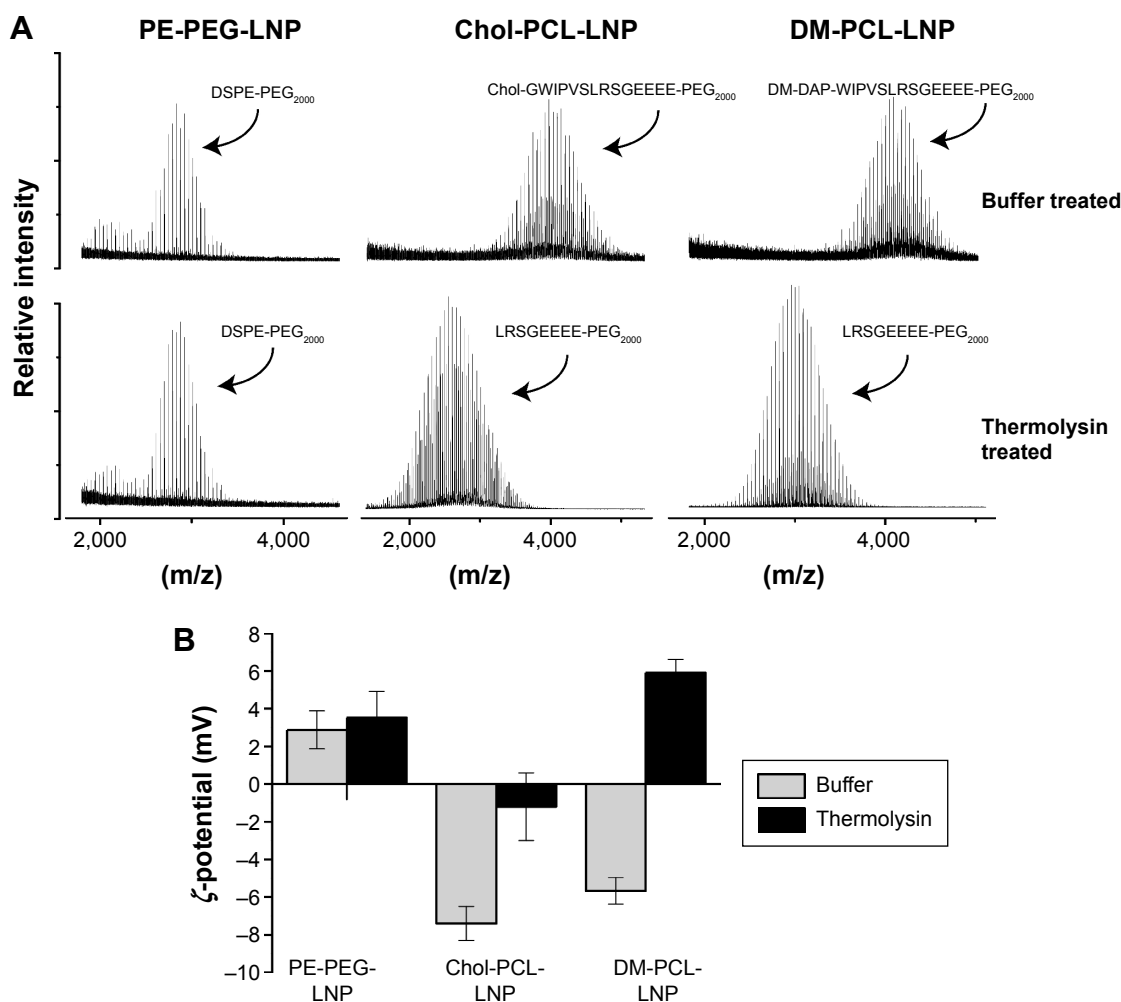 A
PE-PEG-LNP
Chol-PCL-LNP
DM-PCL-LNP
DSPE-PEG2000
Chol-GWIPVSLRSGEEEE-PEG2000
DM-DAP-WIPVSLRSGEEEE-PEG2000
Buffer treated
Relative intensity
DSPE-PEG2000
LRSGEEEE-PEG2000
LRSGEEEE-PEG2000
Thermolysin
treated
2,000 4,000
2,000 4,000
2,000 4,000
(m/z)
(m/z)
(m/z)
B
8
6
4
2
0
–2
–4
–6
–8
–10
ζ-potential (mV)
Buffer
Thermolysin
PE-PEG-
LNP
Chol-PCL-
LNP
DM-PCL-
LNP